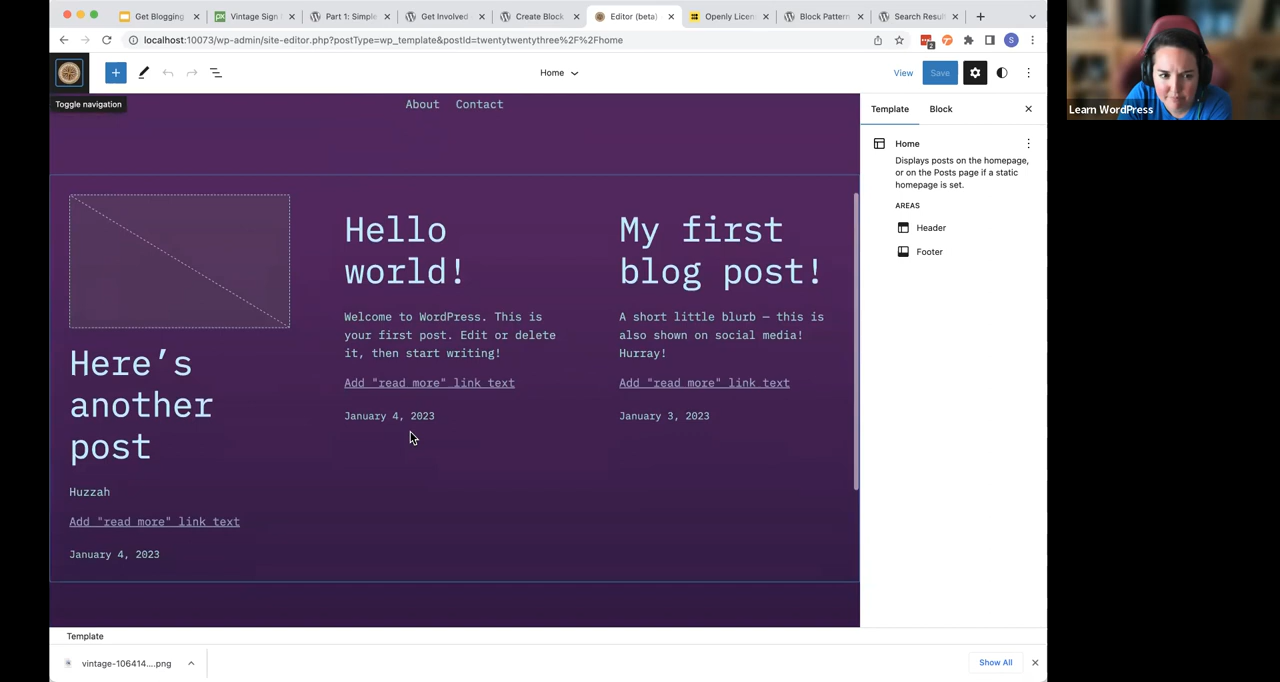 Get Blogging
Vintage Sign
Part 1: Simple
Get Involved
Create Block
Editor (beta)
Openly Licen
Block Pattern
Search Result
localhost:10073/wp-admin/site-editor.php?postType=wp_template&postId=twentytwentythree%2F%2Fhome
2
S
Home
View
Save
Toggle navigation
About Contact
Here's
another
post
Huzzah
Add "read more" link text
January 4, 2023
Hello
world!
Welcome to WordPress. This is
your first post. Edit or delete
it, then start writing!
Add "read more" link text
January 4, 2023
My first
blog post!
A short little blurb — this is
also shown on social media!
Hurray!
Add "read more" link text
January 3, 2023
Template
Block
Home
Displays posts on the homepage,
or on the Posts page if a static
homepage is set.
AREAS
Header
Footer
Template
vintage-106414....png
Show All
Learn WordPress